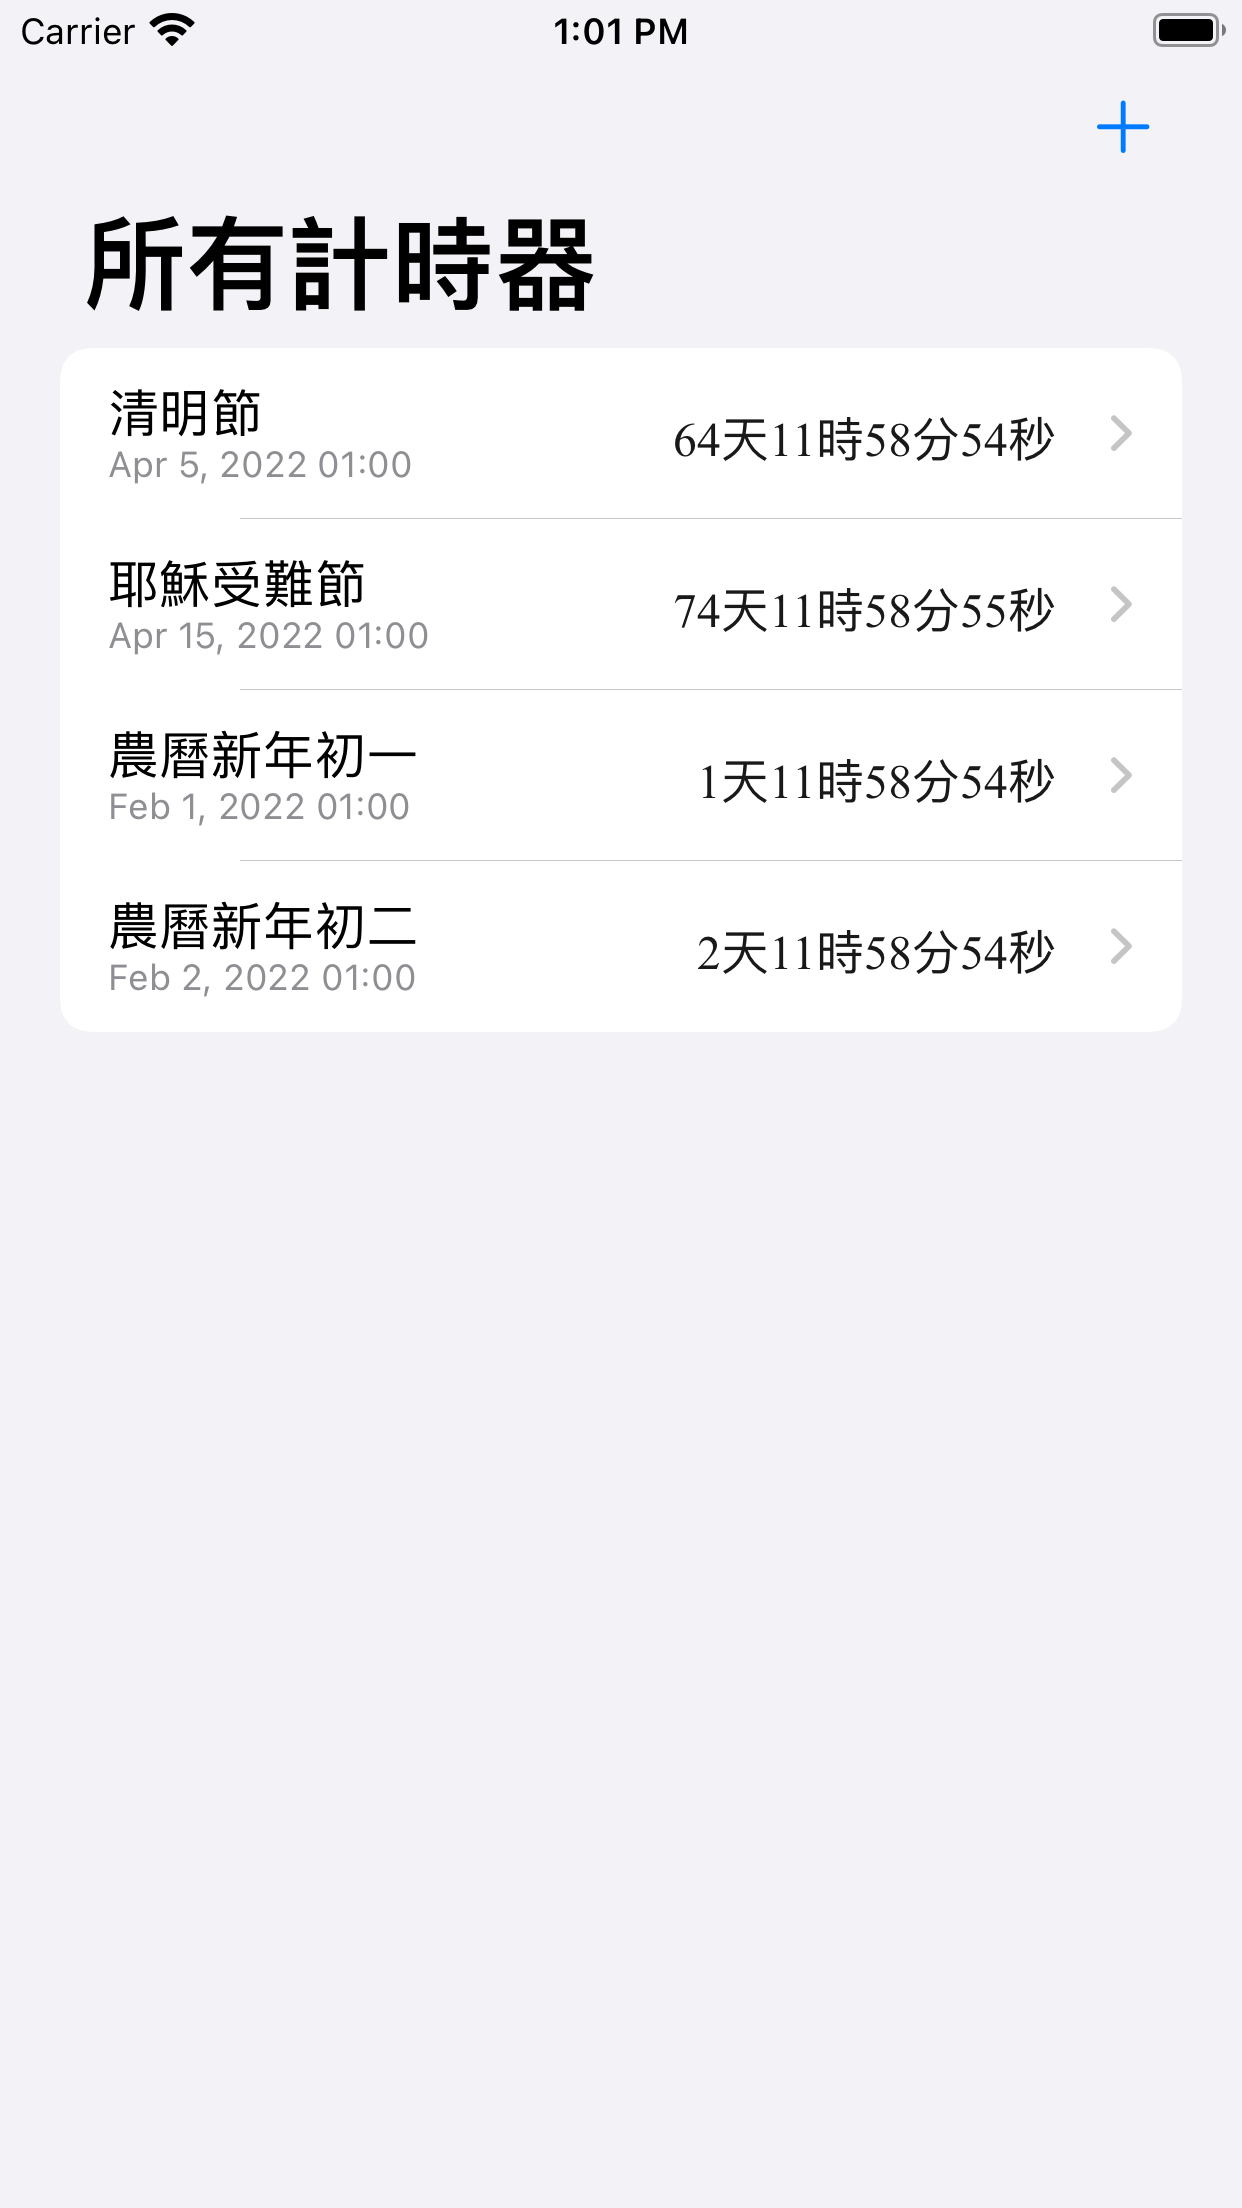 Carrier 1:01 PM
所有計時器
清明節
Apr 5, 2022 01:00
64天11時58分54秒
耶穌受難節
Apr 15, 2022 01:00
74天11時58分55秒
農曆新年初一
Feb 1, 2022 01:00
1天11時58分54秒
農曆新年初二
Feb 2, 2022 01:00
2天11時58分54秒